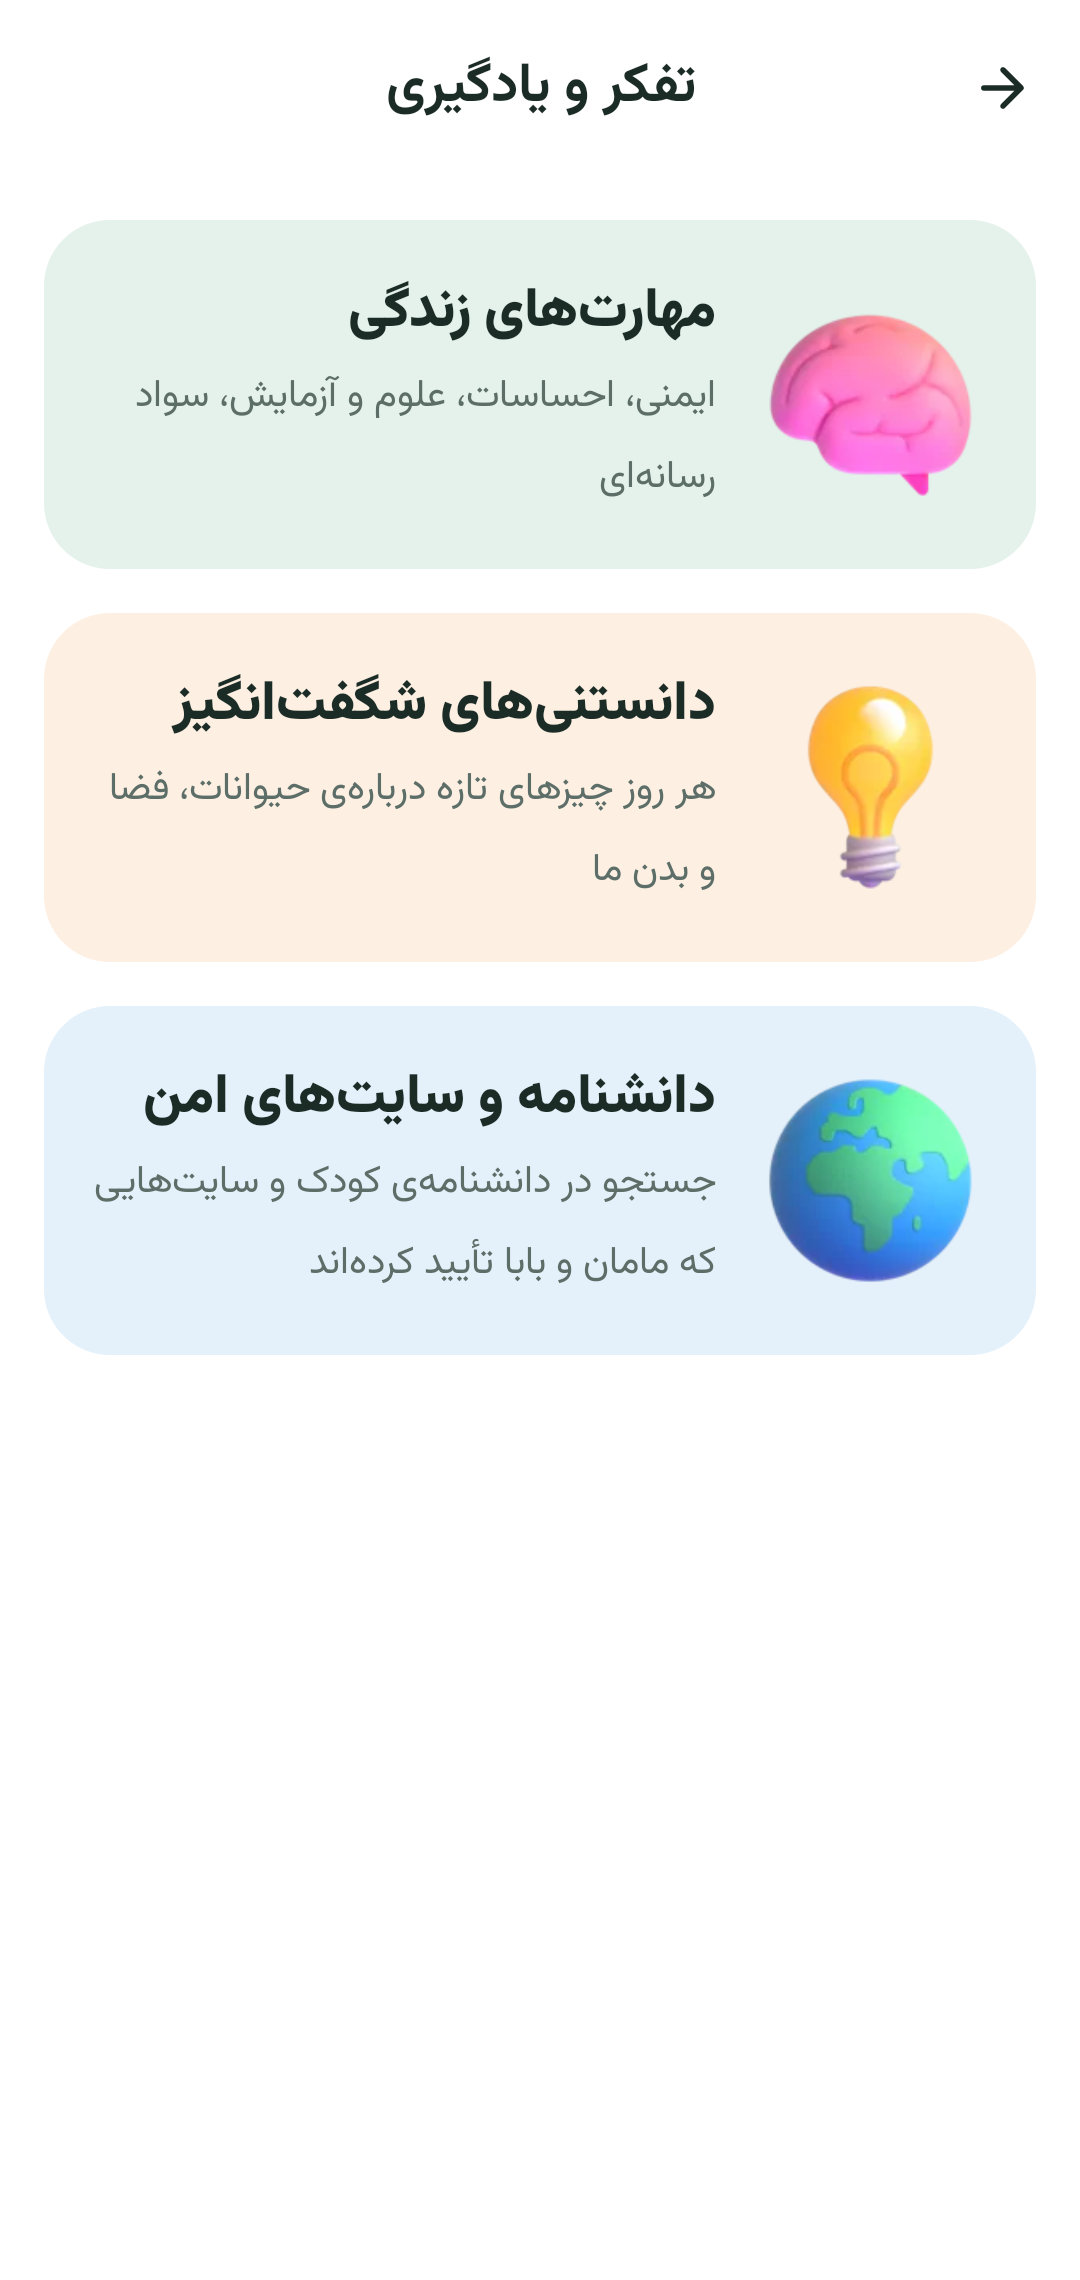 تفکر و یادگیری
مهارت‌های زندگی
ایمنی، احساسات، علوم و آزمایش، سواد
رسانه‌ای
دانستنی‌های شگفت‌انگیز
هر روز چیزهای تازه درباره‌ی حیوانات، فضا
و بدن ما
دانشنامه و سایت‌های امن
جستجو در دانشنامه‌ی کودک و سایت‌هایی
که مامان و بابا تأیید کرده‌اند